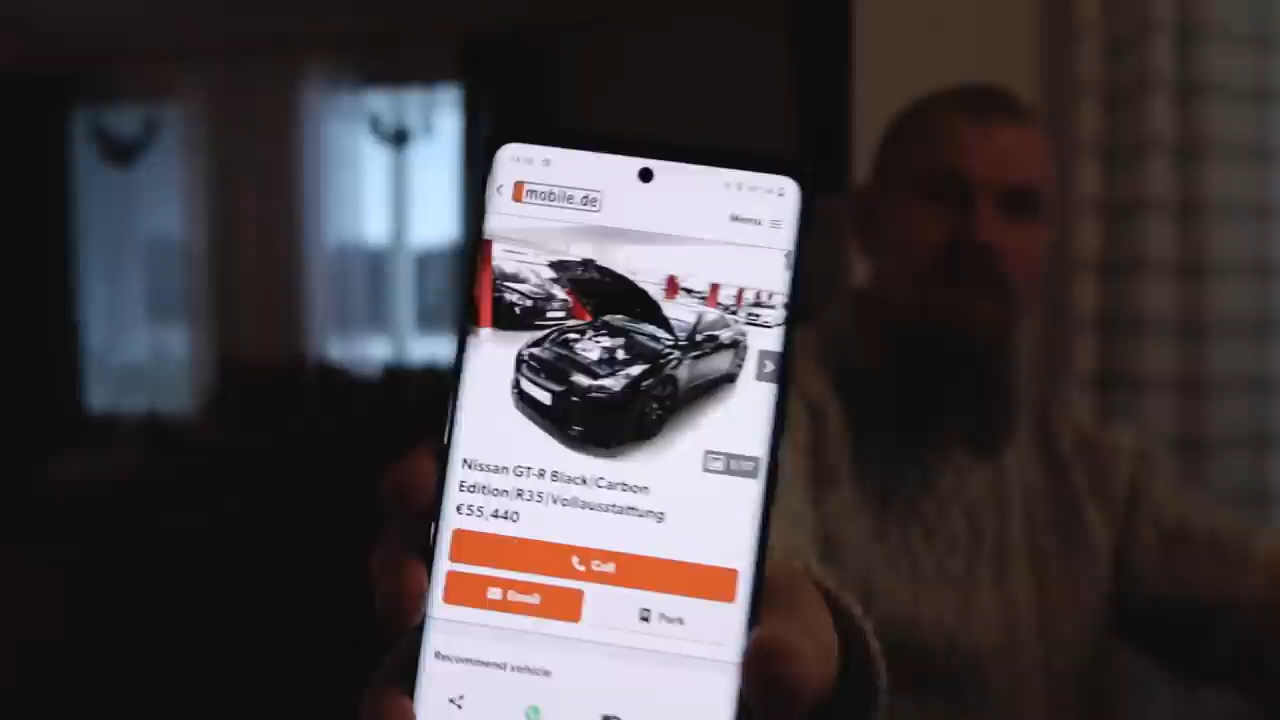 mobile.de
Menu
Nissan GT-R Black|Carbon
Edition|R35|Vollausstattung
€55,440
Call
Email
Park
Recommend vehicle